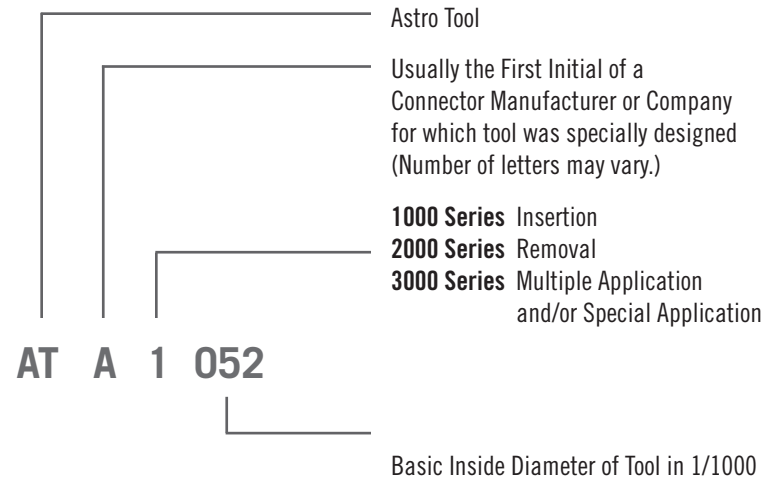 Astro Tool
Usually the First Initial of a
Connector Manufacturer or Company
for which tool was specially designed
(Number of letters may vary.)
1000 Series Insertion
2000 Series Removal
3000 Series Multiple Application
and/or Special Application
AT A 1 052
Basic Inside Diameter of Tool in 1/1000